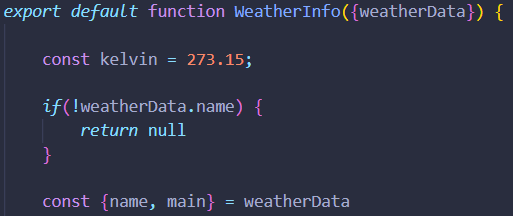 export default function WeatherInfo({weatherData}) {
const kelvin = 273.15;
if(!weatherData.name) {
return null
}
const {name, main} = weatherData